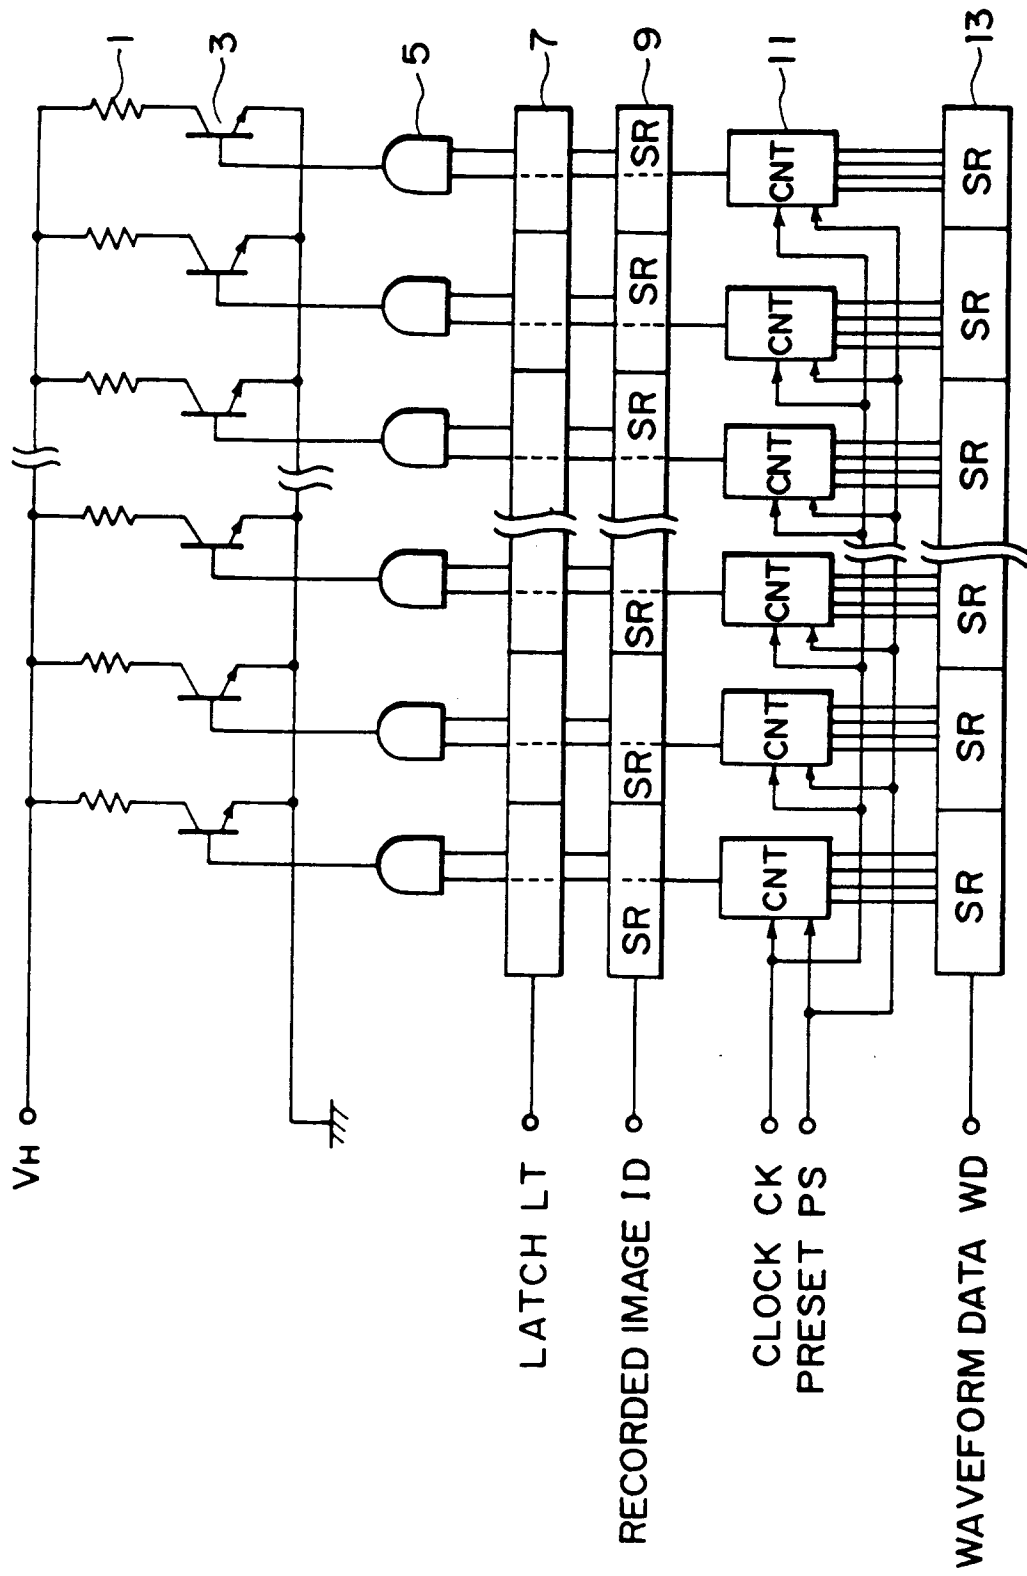 VH
1
3
5
7
9
11
13
LATCH LT
RECORDED IMAGE ID
SR SR SR SR SR SR
CLOCK CK
PRESET PS
CNT CNT CNT CNT CNT CNT
WAVEFORM DATA WD
SR SR SR SR SR SR